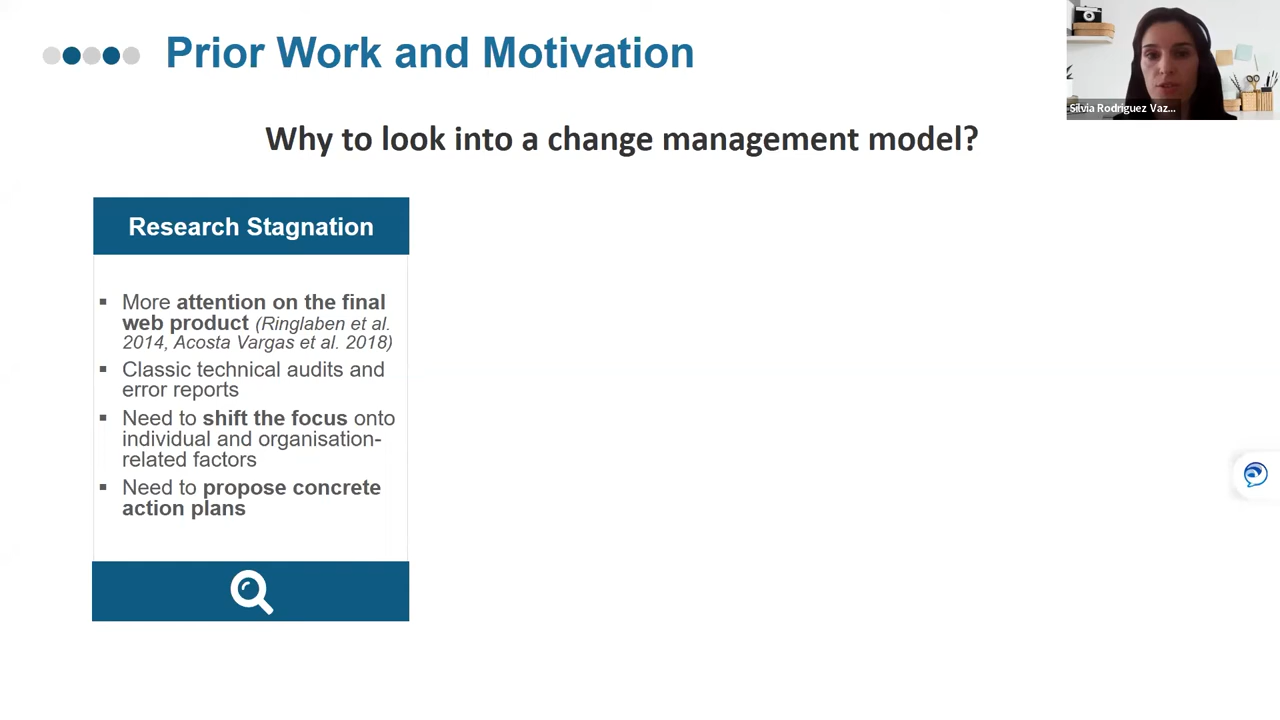 Prior Work and Motivation
Silvia Rodríguez Vaz...
Why to look into a change management model?
Research Stagnation
▪ More attention on the final
web product (Ringlaben et al.
2014, Acosta Vargas et al. 2018)
▪ Classic technical audits and
error reports
▪ Need to shift the focus onto
individual and organisation-
related factors
▪ Need to propose concrete
action plans